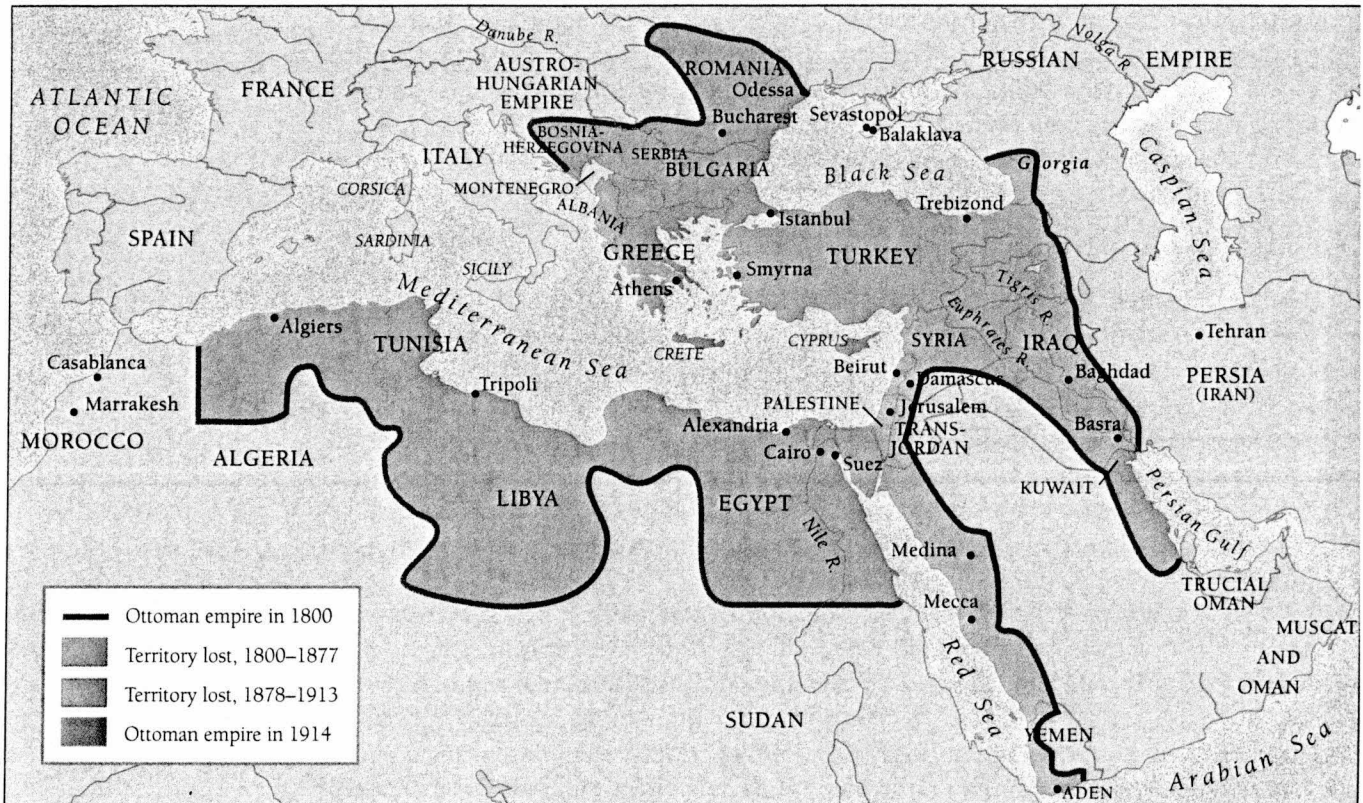 Danube R.
Volga R.
ATLANTIC
OCEAN
FRANCE
AUSTRO-
HUNGARIAN
EMPIRE
ROMANIA
Odessa
RUSSIAN EMPIRE
Bucharest
Sevastopol
Balaklava
BOSNIA-
HERZEGOVINA
SERBIA
ITALY
BULGARIA
Black Sea
Georgia
Caspian Sea
CORSICA
MONTENEGRO
ALBANIA
Istanbul
Trebizond
SPAIN
SARDINIA
GREECE
TURKEY
SICILY
Smyrna
Athens
Tigris R.
Mediterranean Sea
Euphrates R.
Algiers
TUNISIA
CRETE
CYPRUS
SYRIA
IRAQ
Tehran
Casablanca
Tripoli
Beirut
Damascus
Baghdad
PERSIA
(IRAN)
Marrakesh
PALESTINE
Jerusalem
MOROCCO
ALGERIA
Alexandria
TRANS-
JORDAN
Basra
Cairo
Suez
KUWAIT
LIBYA
EGYPT
Persian Gulf
Nile R.
Medina
TRUCIAL
OMAN
Mecca
MUSCAT
AND
OMAN
Red Sea
SUDAN
YEMEN
Arabian Sea
ADEN
Ottoman empire in 1800
Territory lost, 1800–1877
Territory lost, 1878–1913
Ottoman empire in 1914